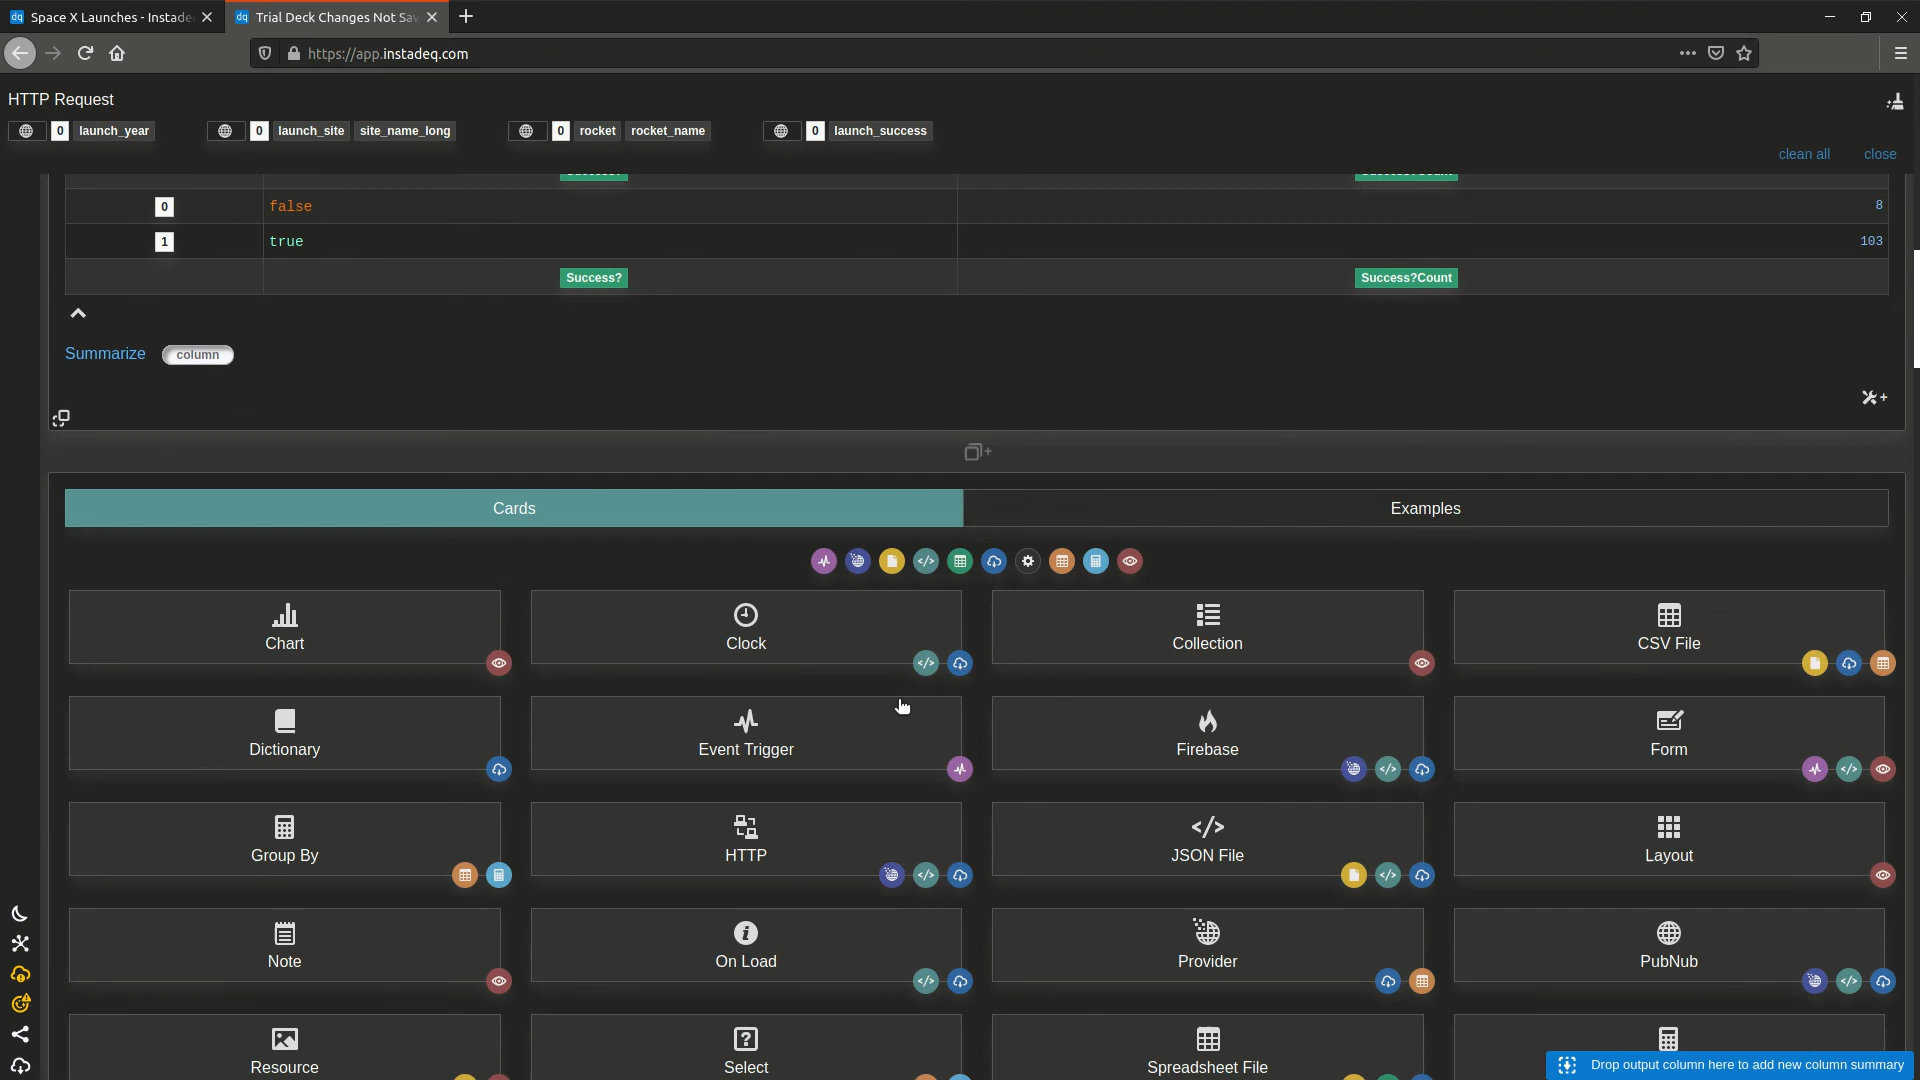 Space X Launches - Instade
Trial Deck Changes Not Sav
https://app.instadeq.com
HTTP Request
0 launch_year
0 launch_site site_name_long
0 rocket rocket_name
0 launch_success
clean all
close
0 false 8
1 true 103
Success? Success?Count
Summarize column
Cards
Examples
Chart
Clock
Collection
CSV File
Dictionary
Event Trigger
Firebase
Form
Group By
HTTP
JSON File
Layout
Note
On Load
Provider
PubNub
Resource
Select
Spreadsheet File
Drop output column here to add new column summary